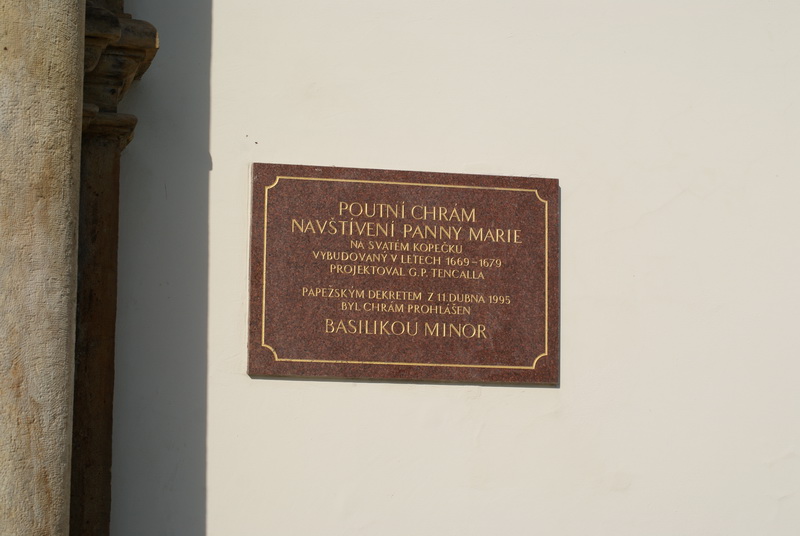 POUTNÍ CHRÁM
NAVŠTÍVENÍ PANNY MARIE
NA SVATÉM KOPEČKU
VYBUDOVANÝ V LETECH 1669-1679
PROJEKTOVAL G.P. TENCALLA
PAPEŽSKÝM DEKRETEM Z 11. DUBNA 1995
BYL CHRÁM PROHLÁŠEN
BASILIKOU MINOR